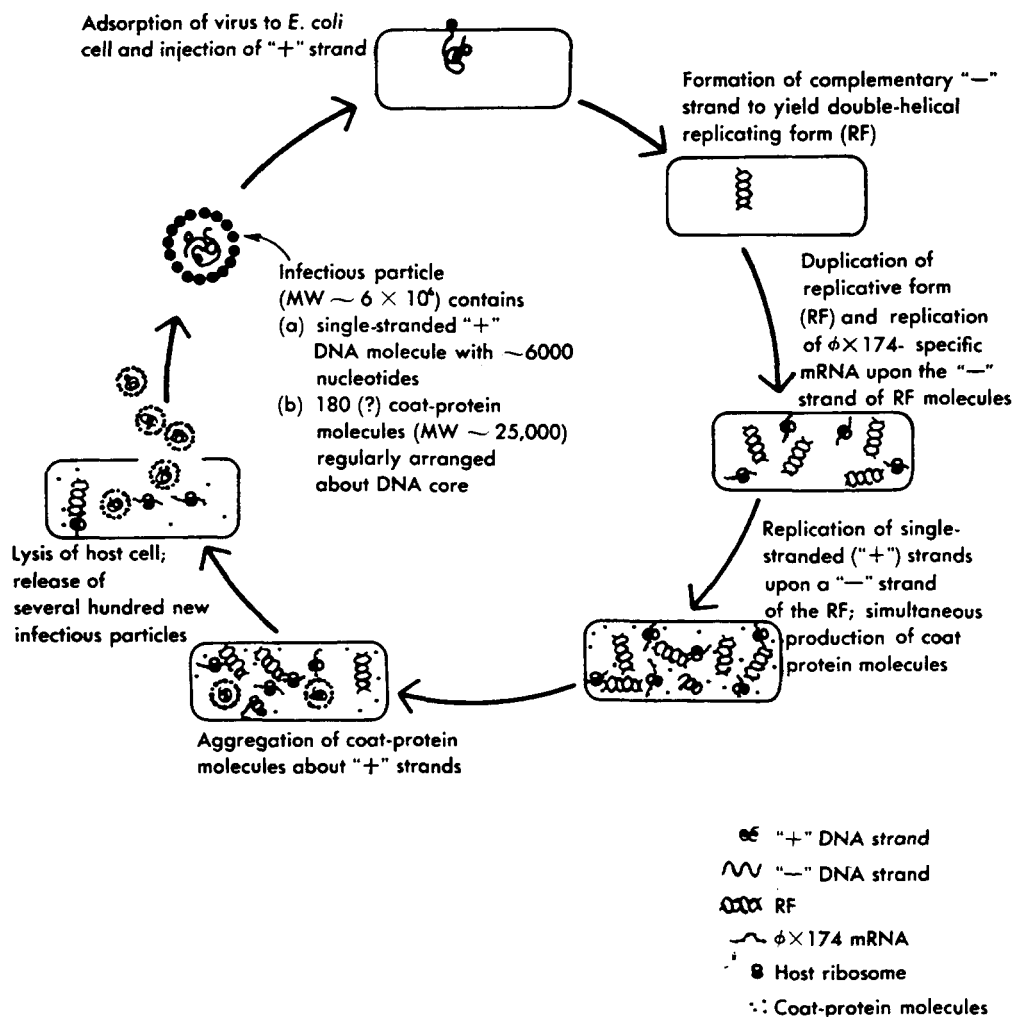 Adsorption of virus to E. coli
cell and injection of “+” strand
Formation of complementary “—”
strand to yield double-helical
replicating form (RF)
Duplication of
replicative form
(RF) and replication
of ϕ×174- specific
mRNA upon the “—”
strand of RF molecules
Replication of single-
stranded (“+”) strands
upon a “—” strand
of the RF; simultaneous
production of coat
protein molecules
Aggregation of coat-protein
molecules about “+” strands
Lysis of host cell;
release of
several hundred new
infectious particles
Infectious particle
(MW ∼ 6 × 10⁶) contains
(a) single-stranded “+”
DNA molecule with ∼6000
nucleotides
(b) 180 (?) coat-protein
molecules (MW ∼ 25,000)
regularly arranged
about DNA core
“+” DNA strand
“—” DNA strand
RF
ϕ×174 mRNA
Host ribosome
Coat-protein molecules